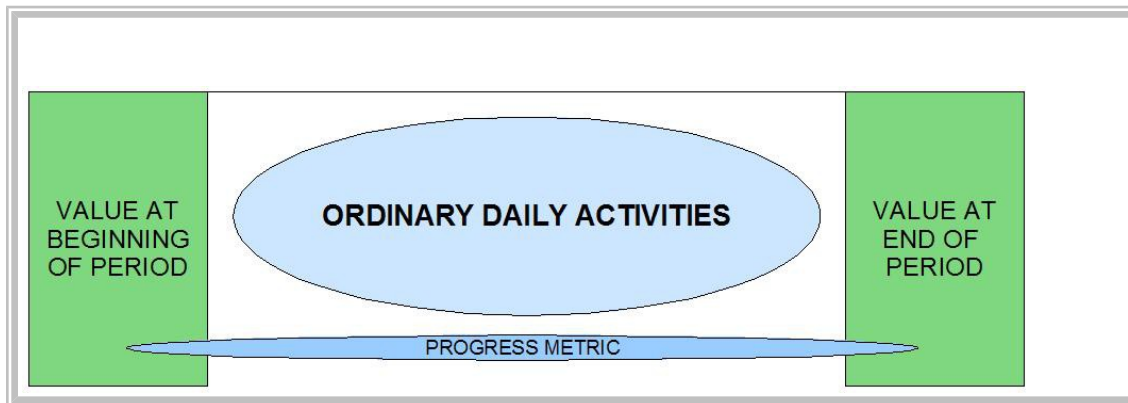 VALUE AT
BEGINNING
OF PERIOD
ORDINARY DAILY ACTIVITIES
VALUE AT
END OF
PERIOD
PROGRESS METRIC